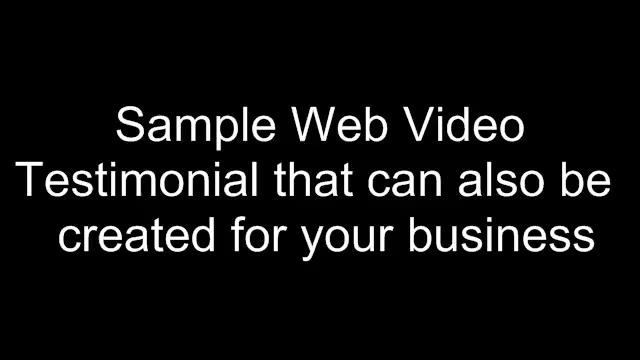 Sample Web Video
Testimonial that can also be
created for your business